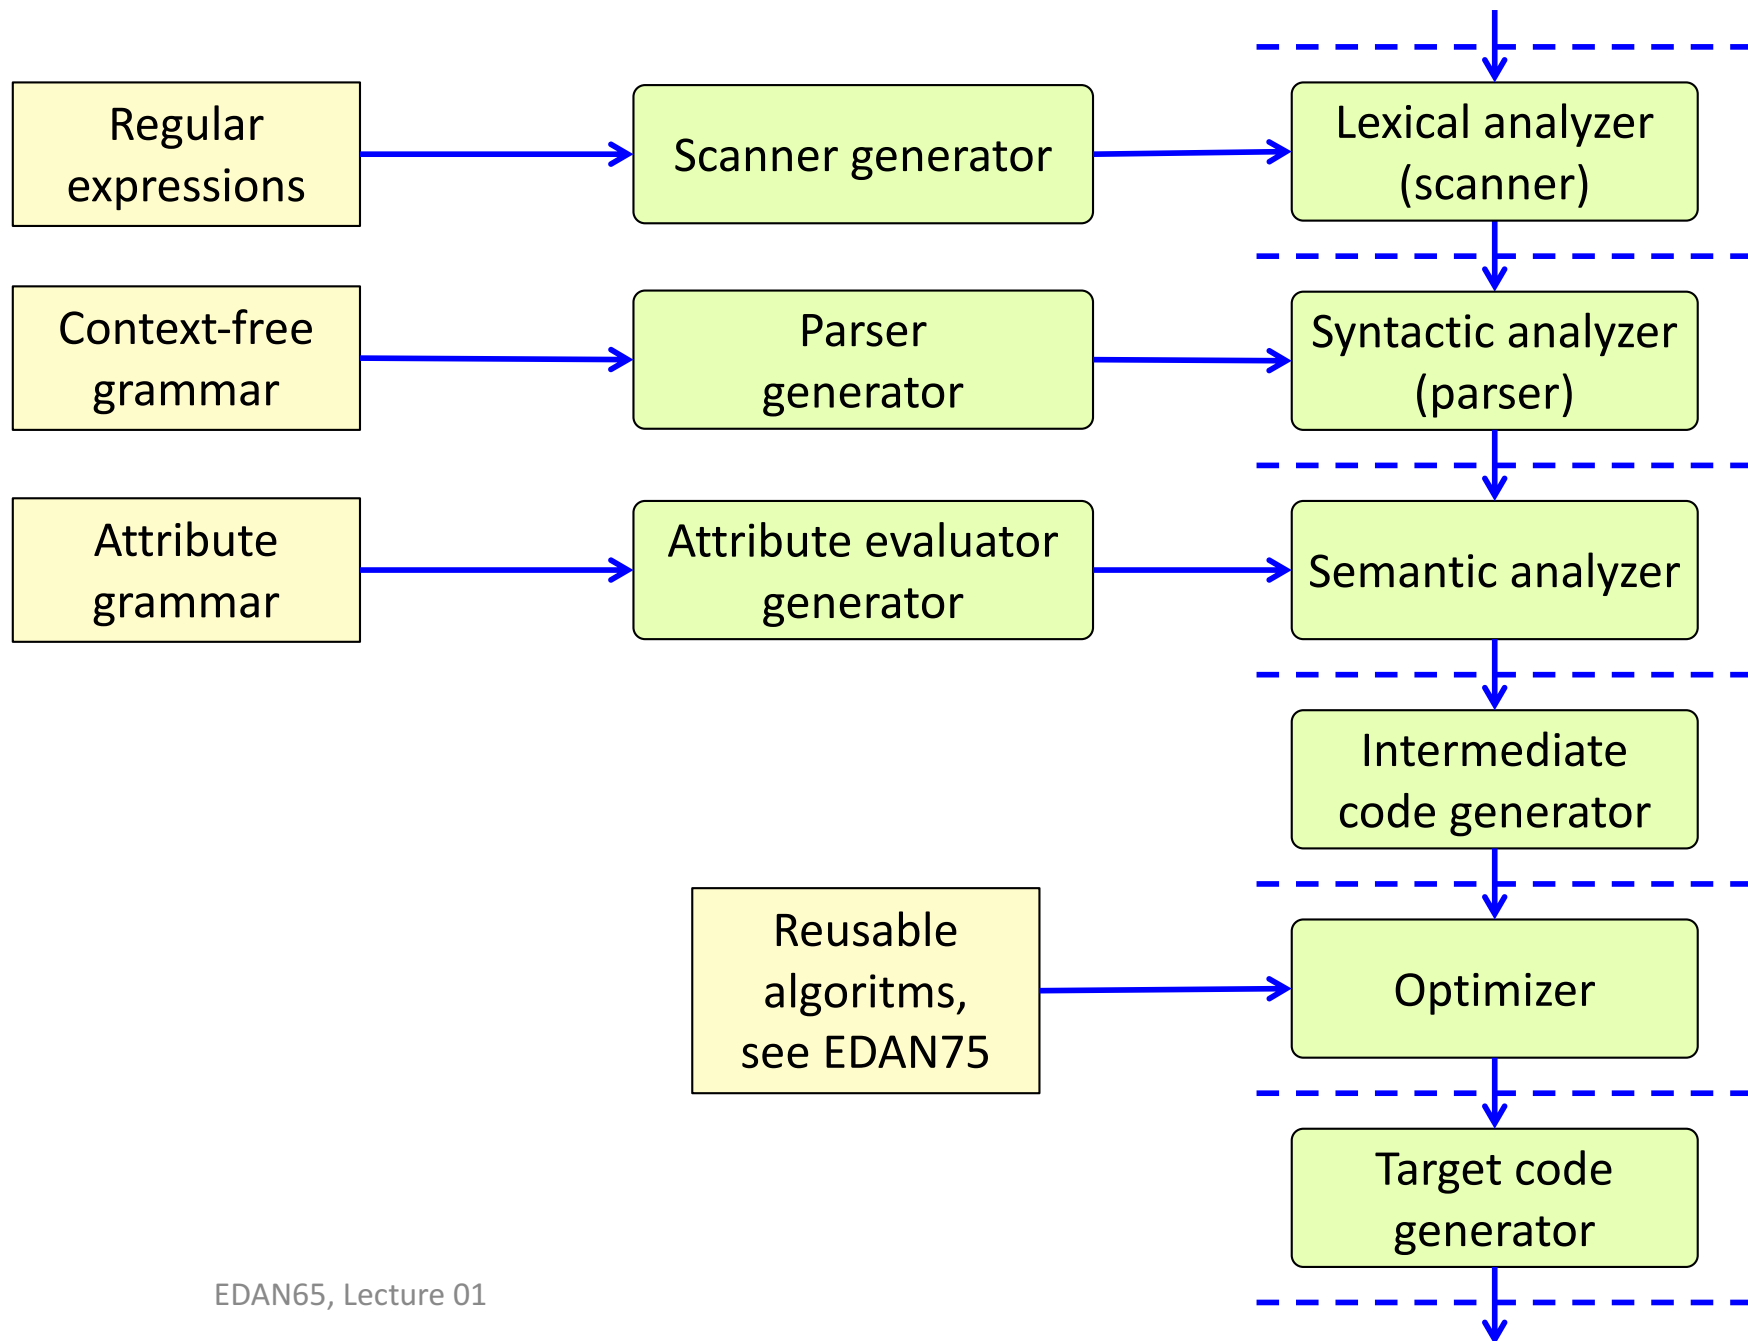 Regular
expressions
Scanner generator
Lexical analyzer
(scanner)
Context-free
grammar
Parser
generator
Syntactic analyzer
(parser)
Attribute
grammar
Attribute evaluator
generator
Semantic analyzer
Intermediate
code generator
Reusable
algoritms,
see EDAN75
Optimizer
Target code
generator
EDAN65, Lecture 01